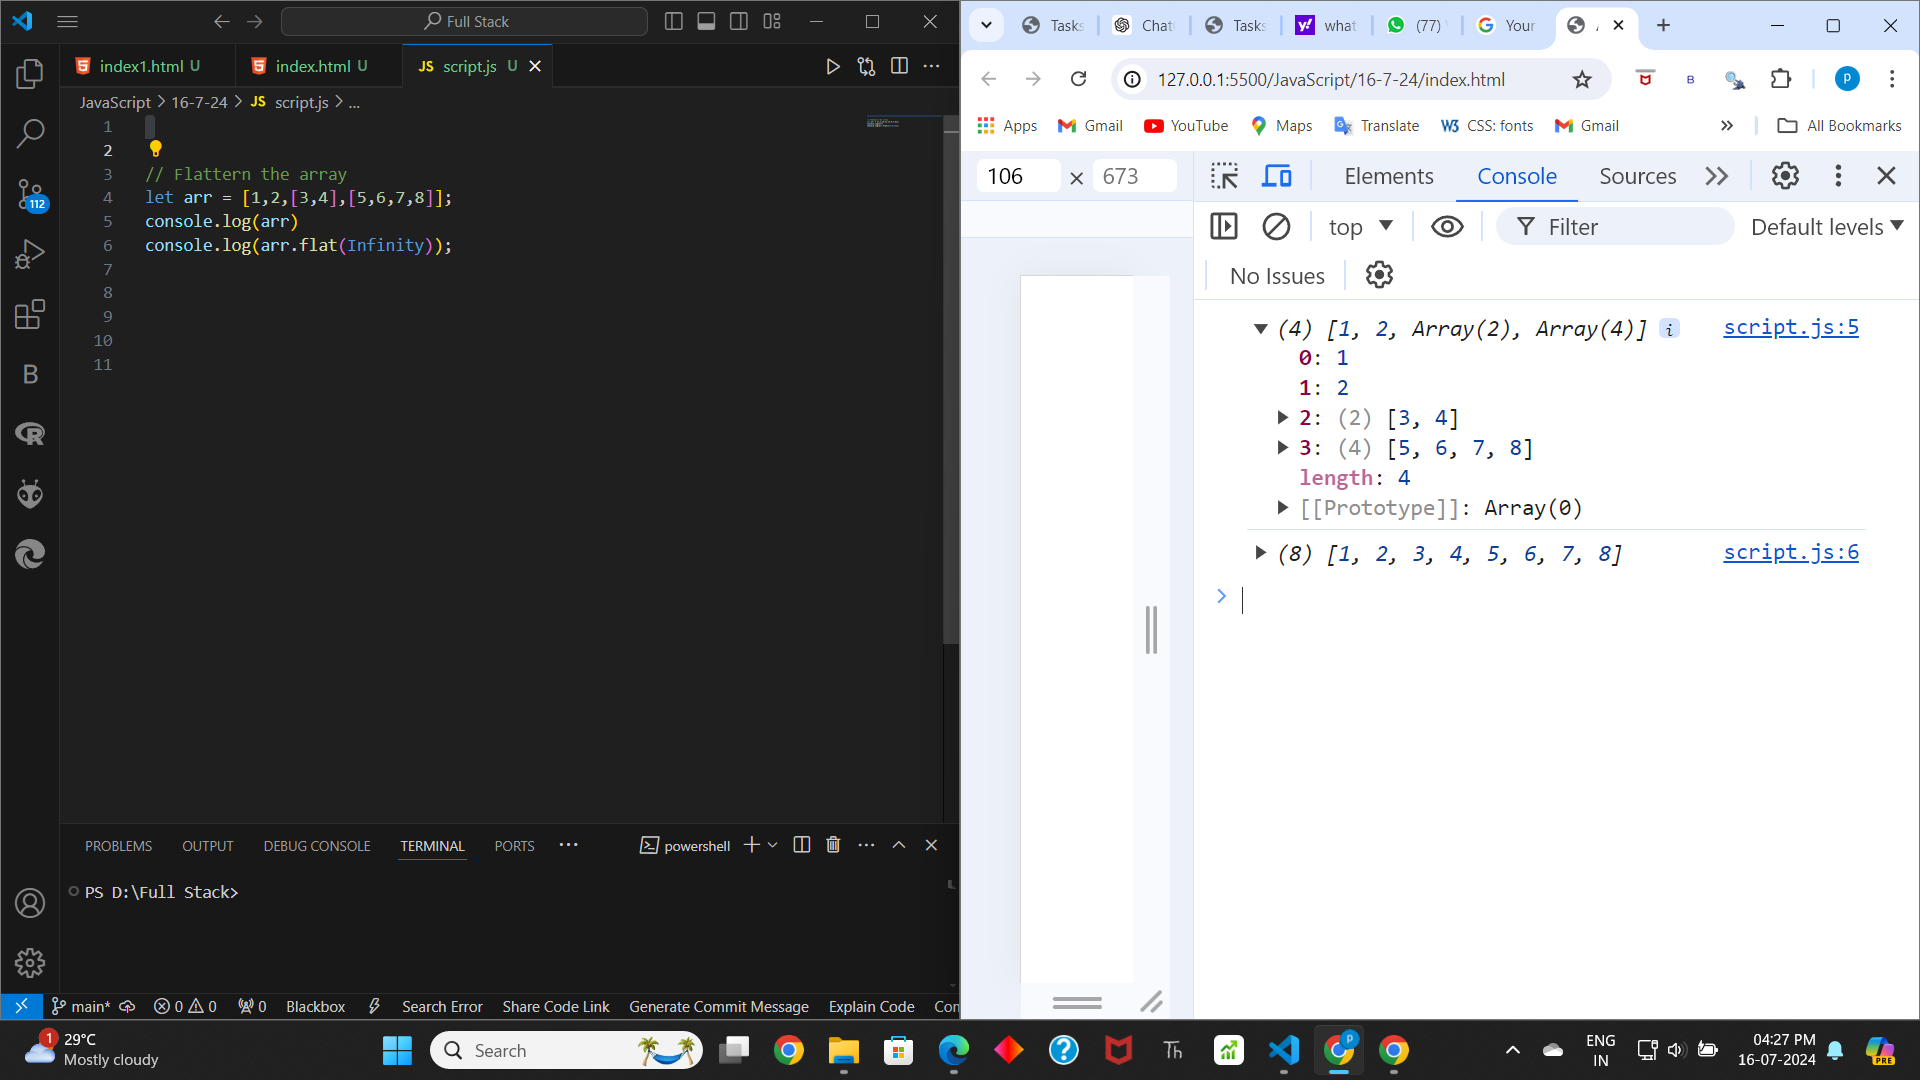 Full Stack
index1.html U
index.html U
JS script.js U
JavaScript > 16-7-24 > JS script.js > ...
1
2
3 // Flattern the array
4 let arr = [1,2,[3,4],[5,6,7,8]];
5 console.log(arr)
6 console.log(arr.flat(Infinity));
7
8
9
10
11
112
B
PROBLEMS OUTPUT DEBUG CONSOLE TERMINAL PORTS ... powershell
PS D:\Full Stack>
main* 0 0 0 Blackbox Search Error Share Code Link Generate Commit Message Explain Code Con
Tasks Chat Tasks what (77) Your
127.0.0.1:5500/JavaScript/16-7-24/index.html
B p
Apps Gmail YouTube Maps Translate W3 CSS: fonts Gmail » All Bookmarks
106 × 673
Elements Console Sources
top Filter Default levels
No Issues
(4) [1, 2, Array(2), Array(4)] i script.js:5
0: 1
1: 2
2: (2) [3, 4]
3: (4) [5, 6, 7, 8]
length: 4
[[Prototype]]: Array(0)
(8) [1, 2, 3, 4, 5, 6, 7, 8] script.js:6
>
1
29°C
Mostly cloudy
Search
Th
p
ENG
IN
04:27 PM
16-07-2024
PRE